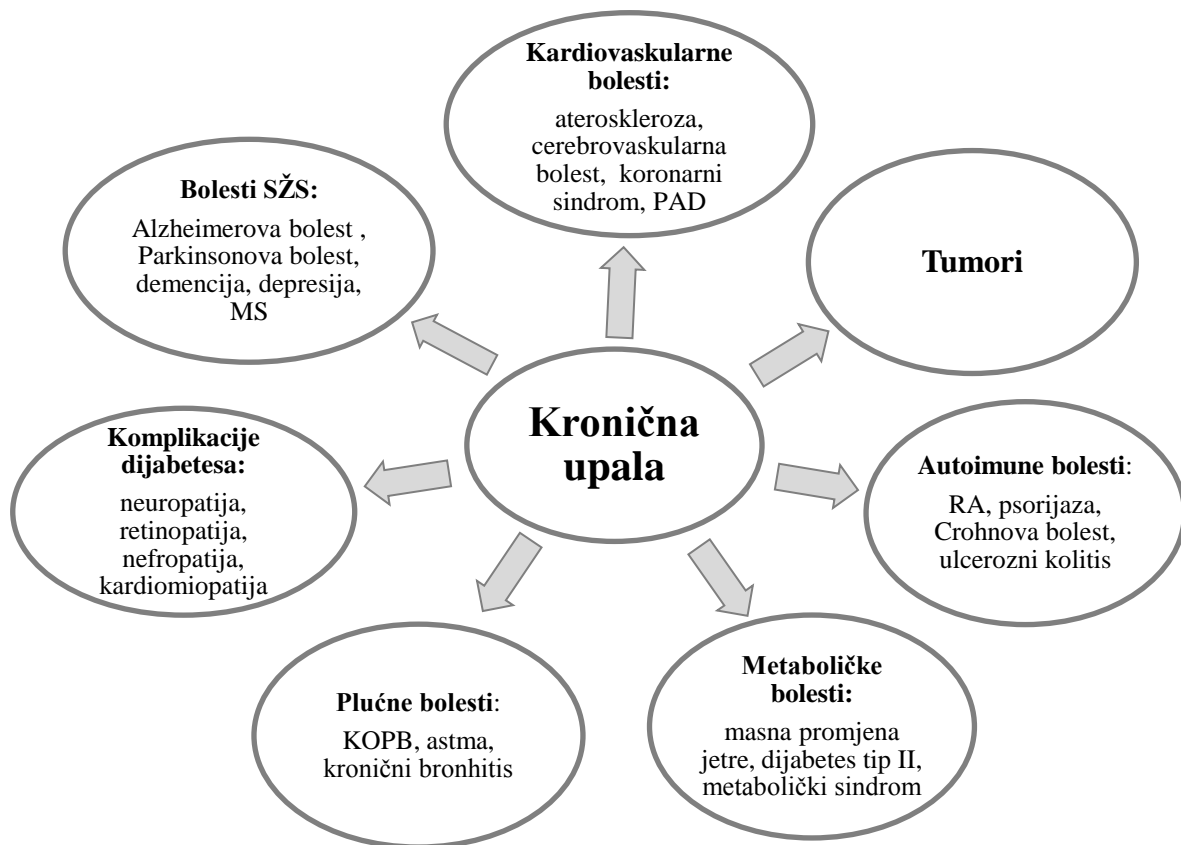 Kardiovaskularne
bolesti:
ateroskleroza,
cerebrovaskularna
bolest, koronarni
sindrom, PAD
Bolesti SŽS:
Alzheimerova bolest ,
Parkinsonova bolest,
demencija, depresija,
MS
Tumori
Kronična
upala
Komplikacije
dijabetesa:
neuropatija,
retinopatija,
nefropatija,
kardiomiopatija
Autoimune bolesti:
RA, psorijaza,
Crohnova bolest,
ulcerozni kolitis
Plućne bolesti:
KOPB, astma,
kronični bronhitis
Metaboličke
bolesti:
masna promjena
jetre, dijabetes tip II,
metabolički sindrom